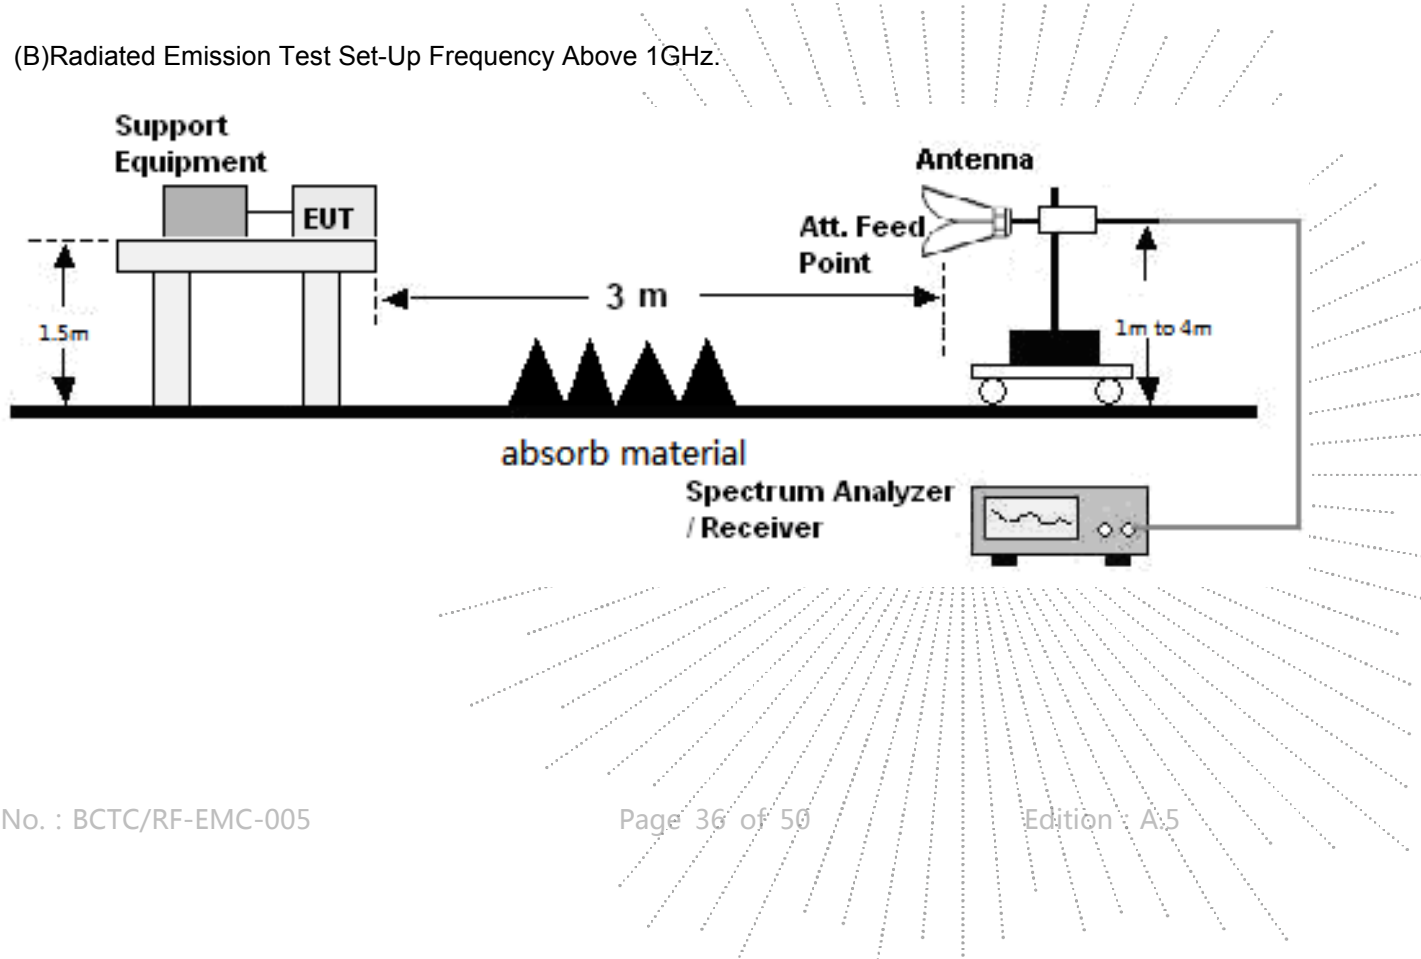 (B)Radiated Emission Test Set-Up Frequency Above 1GHz.
Support
Equipment
EUT
Antenna
Att. Feed
Point
3 m
1.5m
1m to 4m
absorb material
Spectrum Analyzer
/ Receiver
No. : BCTC/RF-EMC-005
Page 36 of 50
Edition : A.5